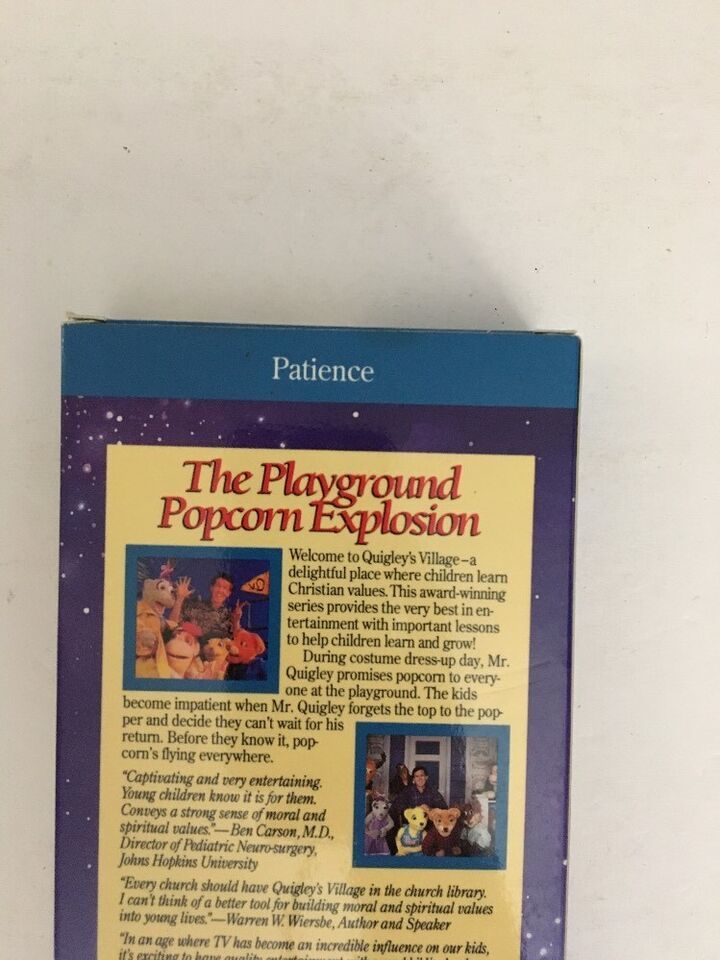 Patience
The Playground
Popcorn Explosion
Welcome to Quigley's Village–a
delightful place where children learn
Christian values. This award-winning
series provides the very best in en-
tertainment with important lessons
to help children learn and grow!
During costume dress-up day, Mr.
Quigley promises popcorn to every-
one at the playground. The kids
become impatient when Mr. Quigley forgets the top to the pop-
per and decide they can't wait for his
return. Before they know it, pop-
corn's flying everywhere.
"Captivating and very entertaining.
Young children know it is for them.
Conveys a strong sense of moral and
spiritual values."—Ben Carson, M.D.,
Director of Pediatric Neuro-surgery,
Johns Hopkins University
"Every church should have Quigley's Village in the church library.
I can't think of a better tool for building moral and spiritual values
into young lives."—Warren W. Wiersbe, Author and Speaker
"In an age where TV has become an incredible influence on our kids,
it's exciting to have quality